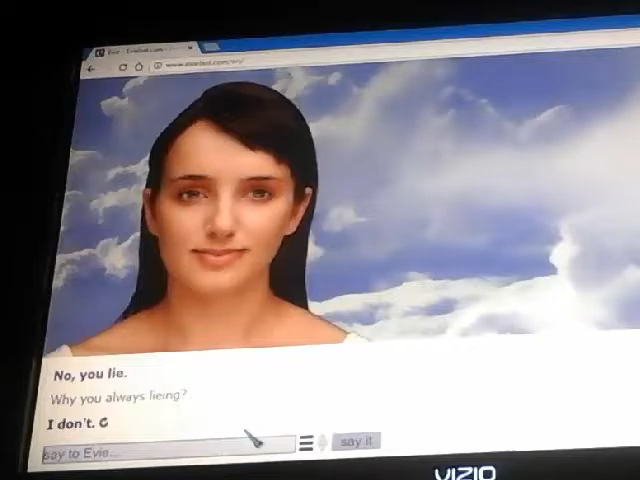 No, you lie.
Why you always lieing?
I don't.
say to Evie...
say it
VIZIO